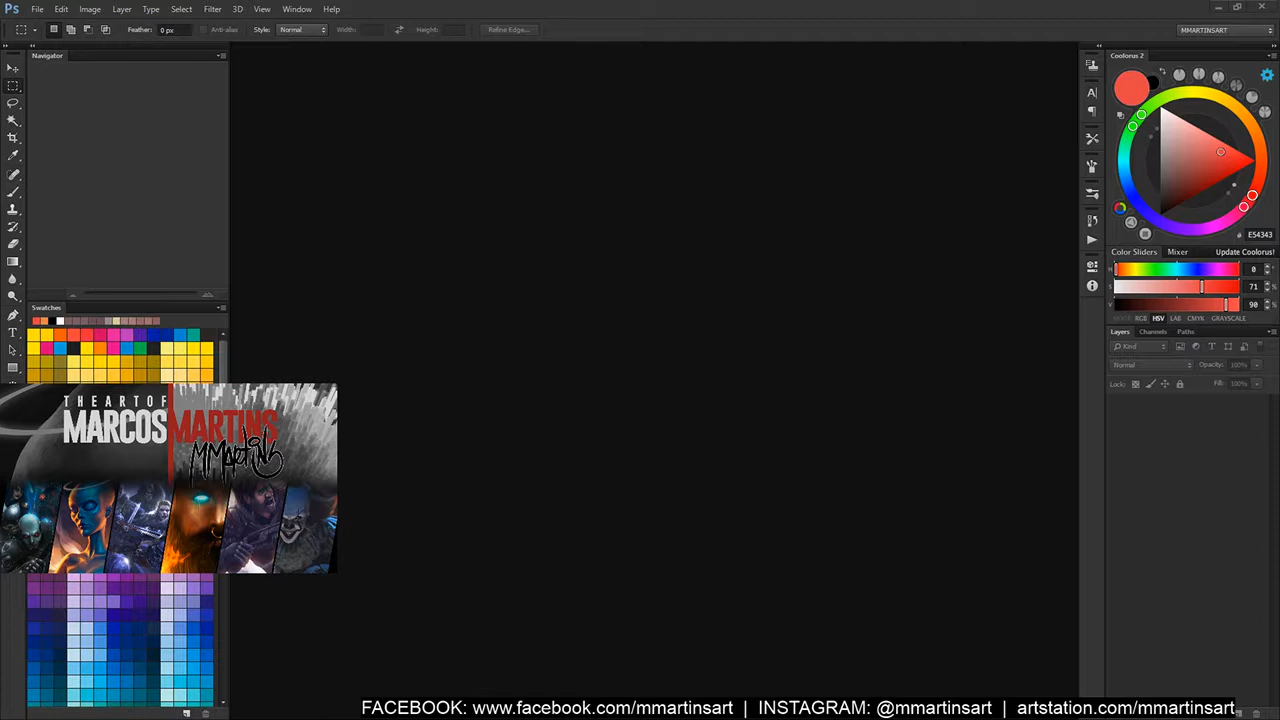 Ps File Edit Image Layer Type Select Filter 3D View Window Help
Feather: 0 px Anti-alias Style: Normal Width: Height: Refine Edge... MMARTINSART
Navigator
Swatches
THE ART OF
MARCOS MARTINS
MMartins
Coolorus 2
E54343
Color Sliders Mixer Update Coolorus!
H 0
S 71 %
V 90 %
RGB HSV LAB CMYK GRAYSCALE
Layers Channels Paths
Kind
Normal Opacity: 100%
Lock: Fill: 100%
FACEBOOK: www.facebook.com/mmartinsart | INSTAGRAM: @mmartinsart | artstation.com/mmartinsart